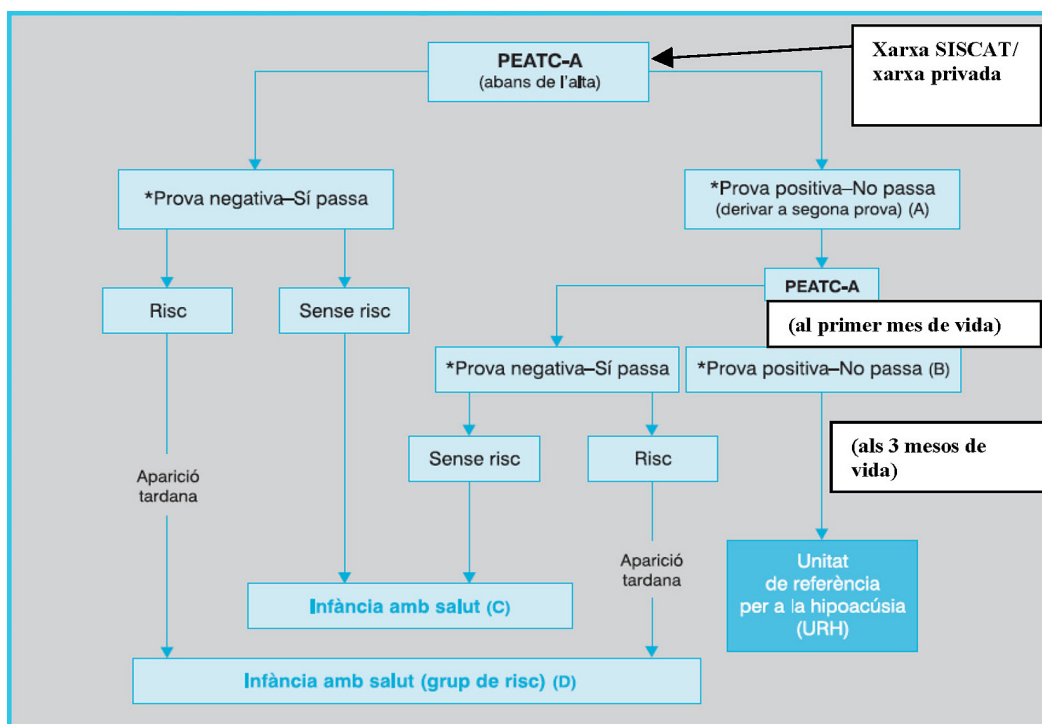 PEATC-A
(abans de l'alta)
Xarxa SISCAT/
xarxa privada
*Prova negativa–Sí passa
*Prova positiva–No passa
(derivar a segona prova) (A)
Risc
Sense risc
PEATC-A
(al primer mes de vida)
*Prova negativa–Sí passa
*Prova positiva–No passa (B)
Sense risc
Risc
(als 3 mesos de
vida)
Aparició
tardana
Aparició
tardana
Unitat
de referència
per a la hipoacúsia
(URH)
Infància amb salut (C)
Infància amb salut (grup de risc) (D)